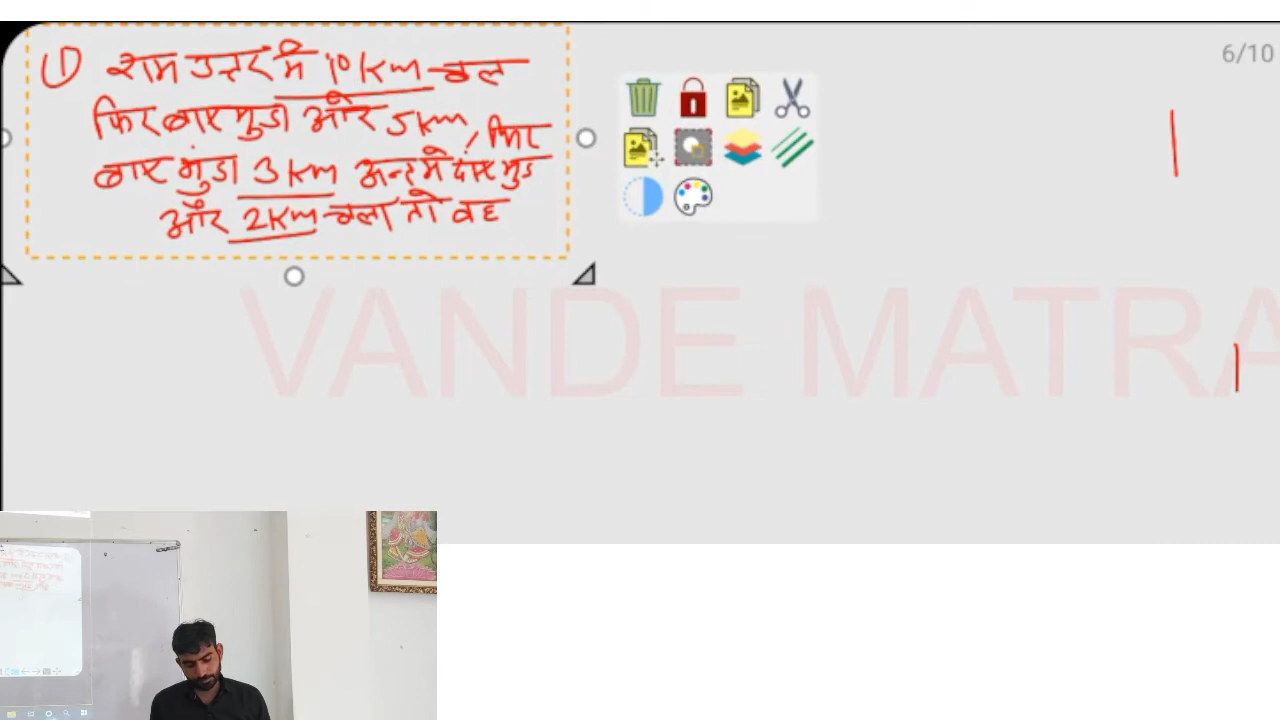 ① राम उत्तर में 10 Km चल
6/10
फिर बाए मुडा और 5 Km, फिर
बाए मुंडा 3 Km अन्त मे दाए मुड
और 2 Km चला तो वह
VANDE MATRA